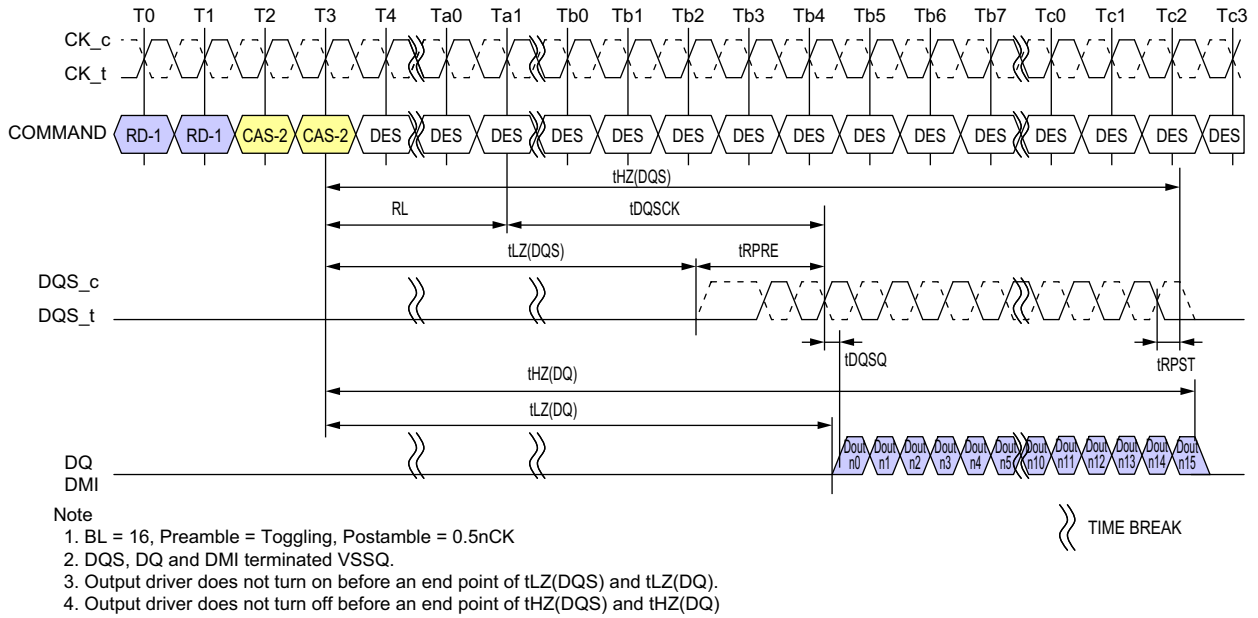 T0 T1 T2 T3 T4 Ta0 Ta1 Tb0 Tb1 Tb2 Tb3 Tb4 Tb5 Tb6 Tb7 Tc0 Tc1 Tc2 Tc3
CK_c
CK_t
COMMAND RD-1 RD-1 CAS-2 CAS-2 DES DES DES DES DES DES DES DES DES DES DES DES DES DES DES
tHZ(DQS)
RL tDQSCK
tLZ(DQS) tRPRE
DQS_c
DQS_t
tDQSQ tRPST
tHZ(DQ)
tLZ(DQ)
Dout Dout Dout Dout Dout Dout Dout Dout Dout Dout Dout Dout
n0 n1 n2 n3 n4 n5 n10 n11 n12 n13 n14 n15
DQ
DMI
Note
1. BL = 16, Preamble = Toggling, Postamble = 0.5nCK
2. DQS, DQ and DMI terminated VSSQ.
3. Output driver does not turn on before an end point of tLZ(DQS) and tLZ(DQ).
4. Output driver does not turn off before an end point of tHZ(DQS) and tHZ(DQ)
TIME BREAK